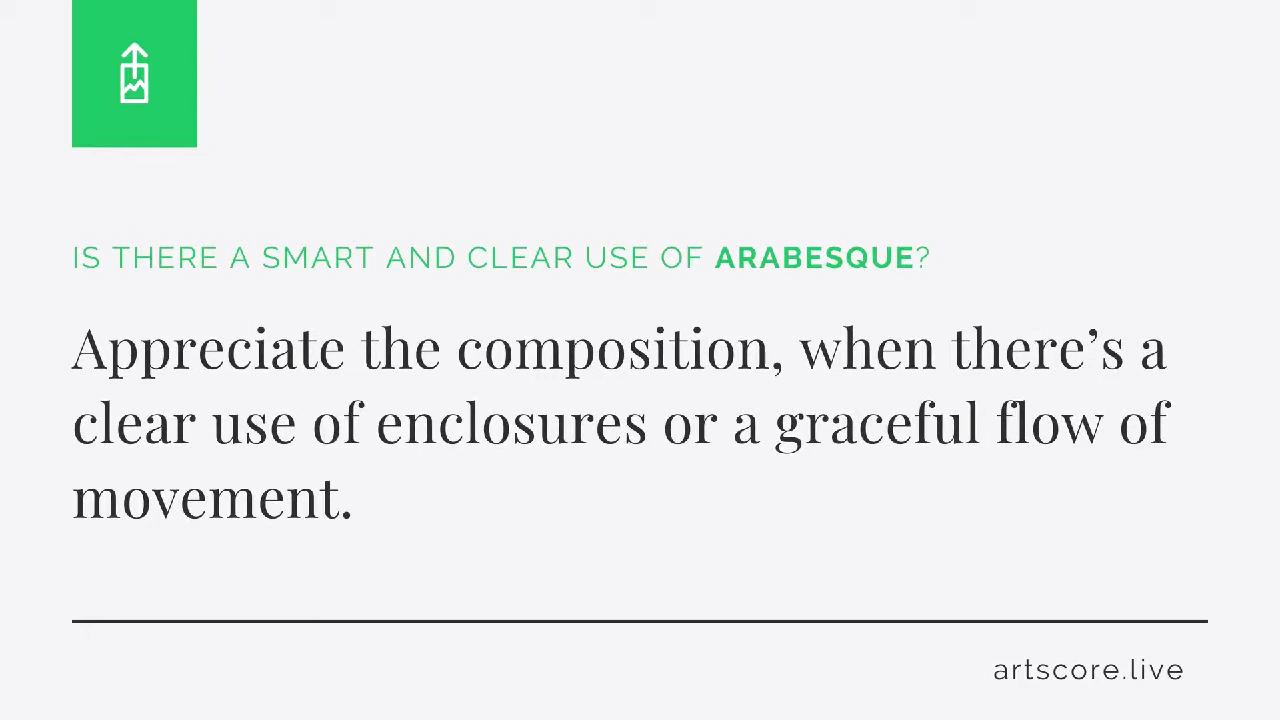 IS THERE A SMART AND CLEAR USE OF ARABESQUE?
Appreciate the composition, when there’s a
clear use of enclosures or a graceful flow of
movement.
artscore.live